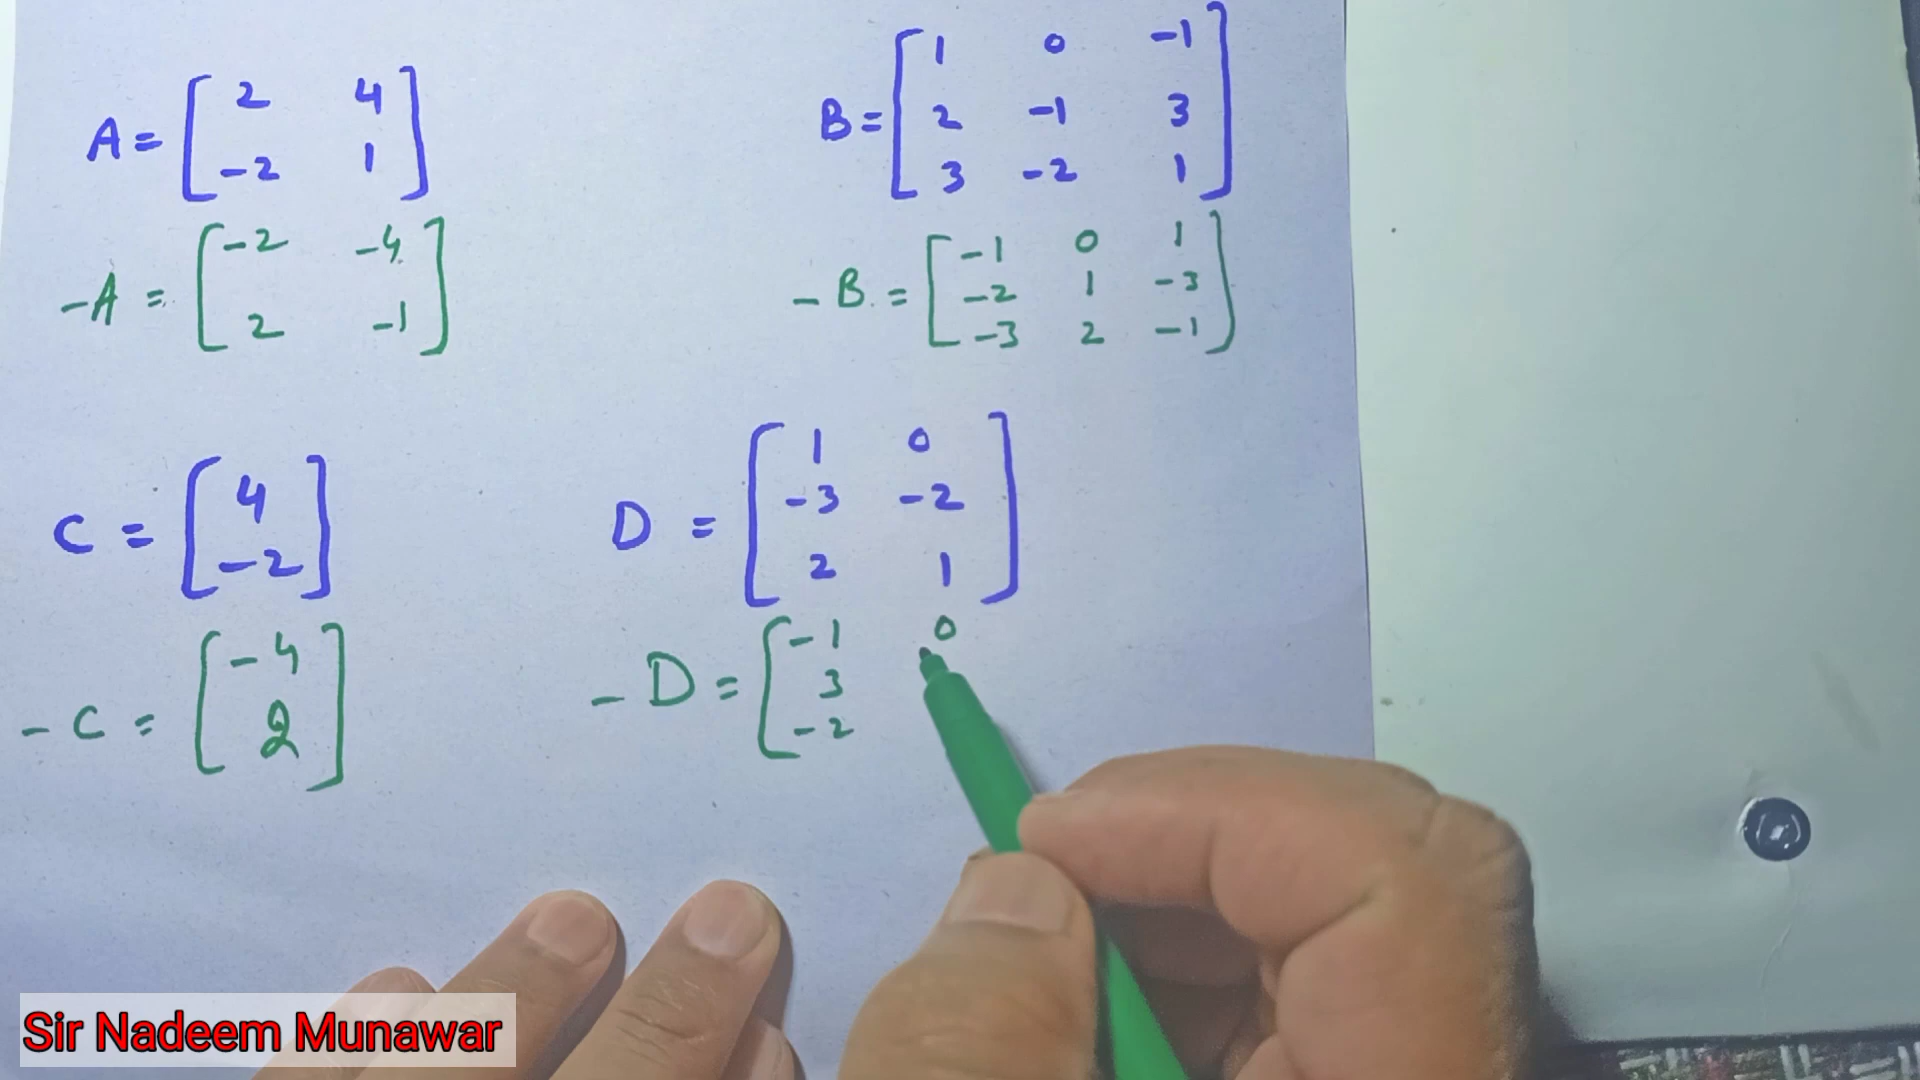 A = [ 2 4
-2 1 ]
B = [ 1 0 -1
2 -1 3
3 -2 1 ]
-A = [ -2 -4
2 -1 ]
-B = [ -1 0 1
-2 1 -3
-3 2 -1 ]
C = [ 4
-2 ]
D = [ 1 0
-3 -2
2 1 ]
-C = [ -4
2 ]
-D = [ -1 0
3
-2
Sir Nadeem Munawar